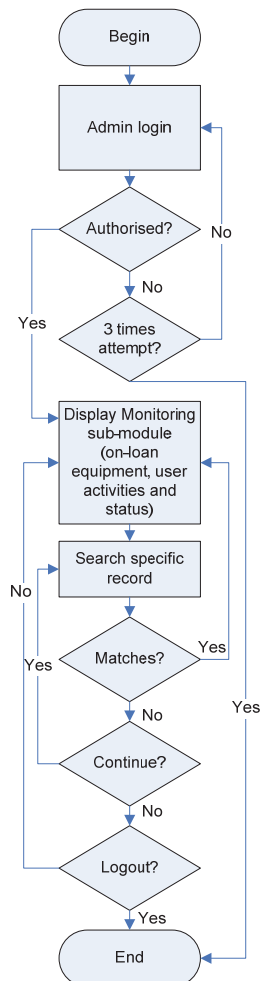 Begin
Admin login
Authorised?
No
No
Yes
3 times
attempt?
Display Monitoring
sub-module
(on-loan
equipment, user
activities and
status)
Search specific
record
No
Yes
Matches?
Yes
No
Yes
Continue?
No
Logout?
Yes
End